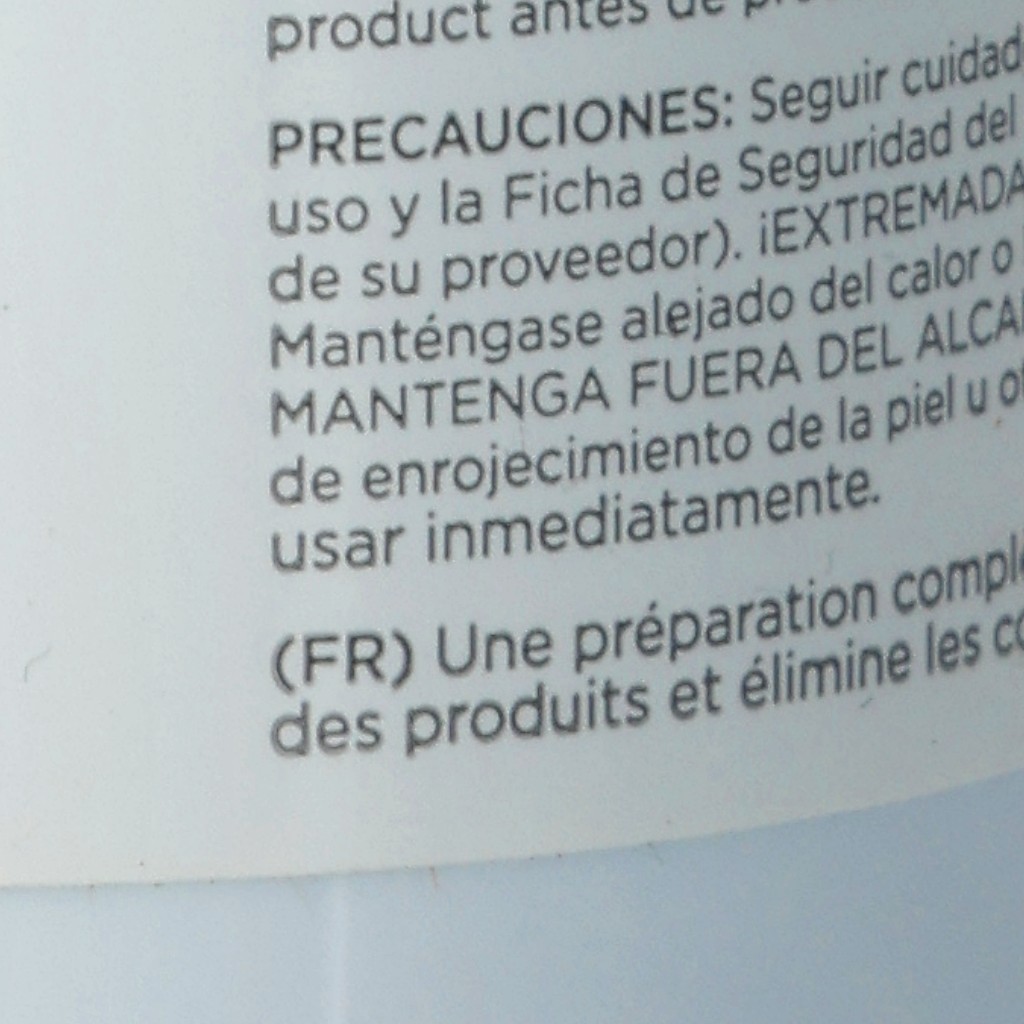 product antes de
PRECAUCIONES: Seguir
uso y la Ficha de Seguridad del
de su proveedor). ¡EXTREMADA
Manténgase alejado del calor o
MANTENGA FUERA DEL ALCA
de enrojecimiento de la piel u
usar inmediatamente.
(FR) Une préparation
des produits et élimine les